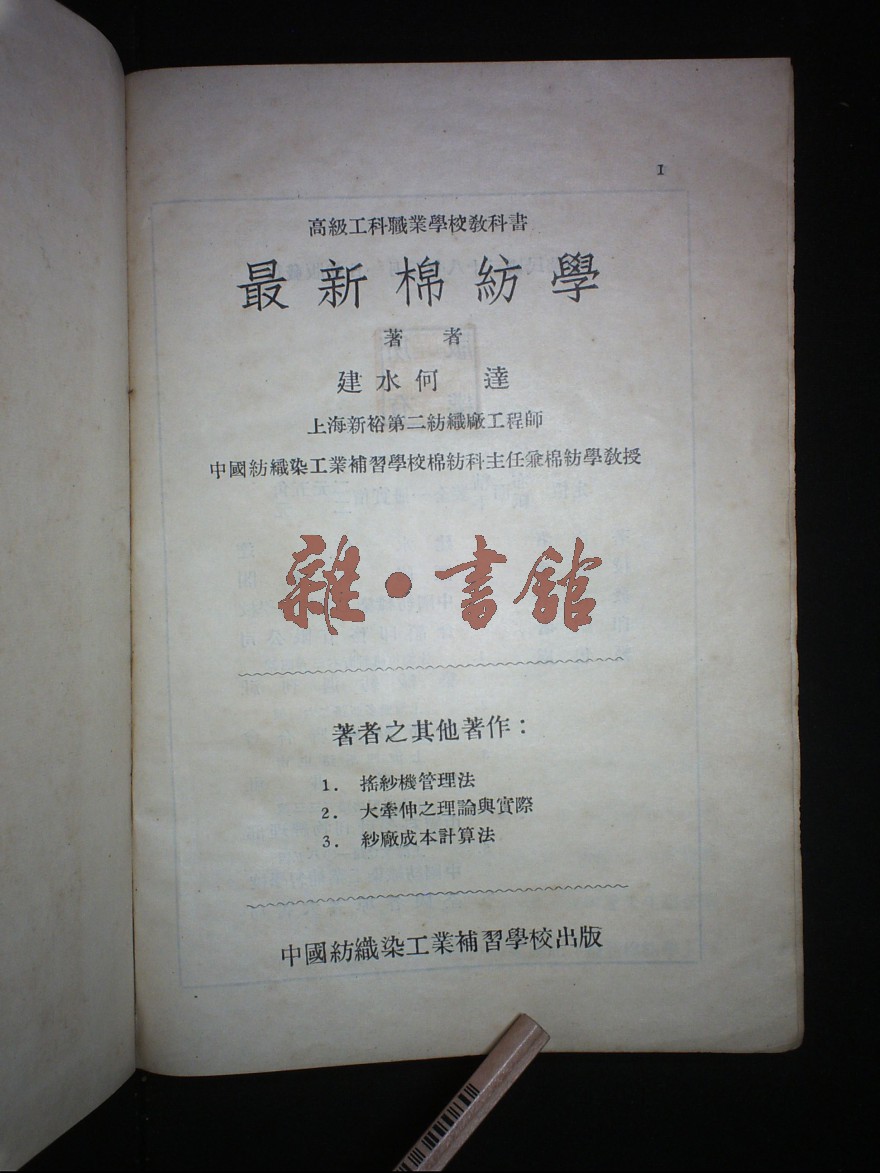 I
高級工科職業學校教科書
最新棉紡學
著者
建水何達
上海新裕第二紡織廠工程師
中國紡織染工業補習學校棉紡科主任兼棉紡學教授
雜·書館
著者之其他著作：
1. 搖紗機管理法
2. 大牽伸之理論與實際
3. 紗廠成本計算法
中國紡織染工業補習學校出版